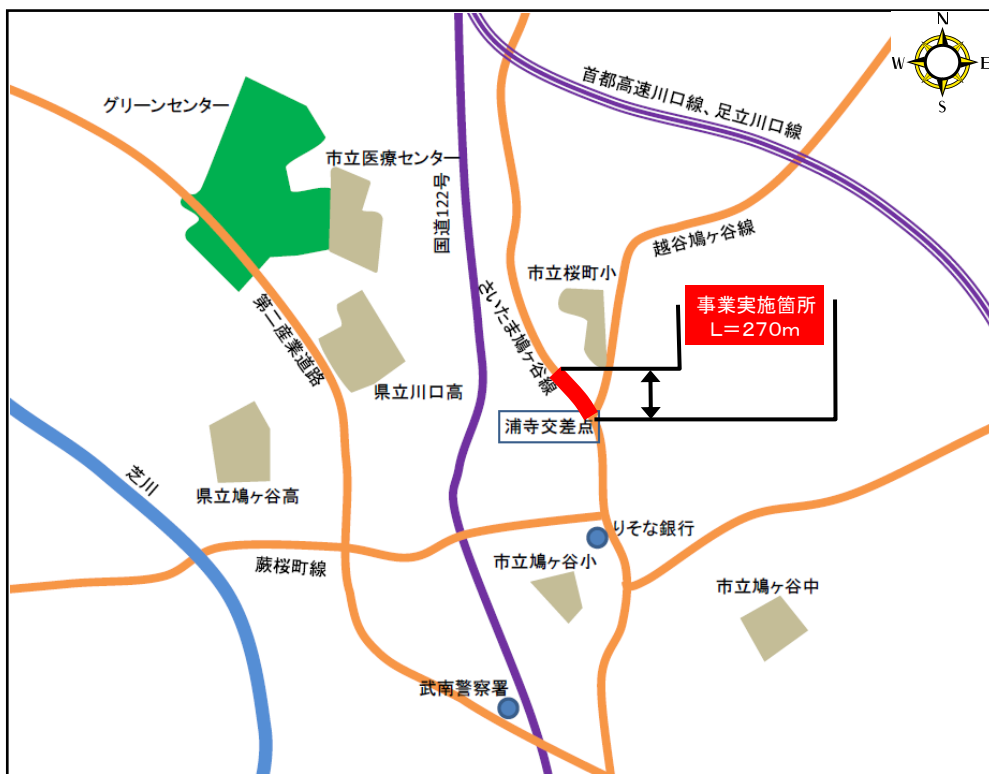 N
W
E
S
首都高速川口線、足立川口線
グリーンセンター
市立医療センター
国道122号
越谷鳩ヶ谷線
市立桜町小
さいたま鳩ヶ谷線
事業実施箇所
L=270m
第二産業道路
県立川口高
浦寺交差点
芝川
県立鳩ヶ谷高
りそな銀行
蕨桜町線
市立鳩ヶ谷小
市立鳩ヶ谷中
武南警察署